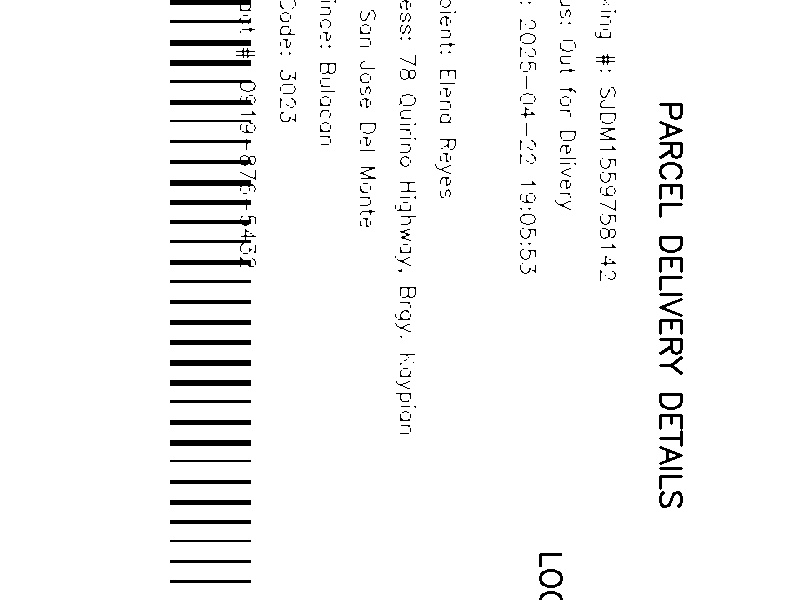 PARCEL DELIVERY DETAILS
king #: SJDM1559758142
us: Out for Delivery
: 2025-04-22 19:05:53
LOC
pient: Elena Reyes
ess: 78 Quirino Highway, Brgy. Kaypian
San Jose Del Monte
ince: Bulacan
Code: 3023
#: 0919-876-5432